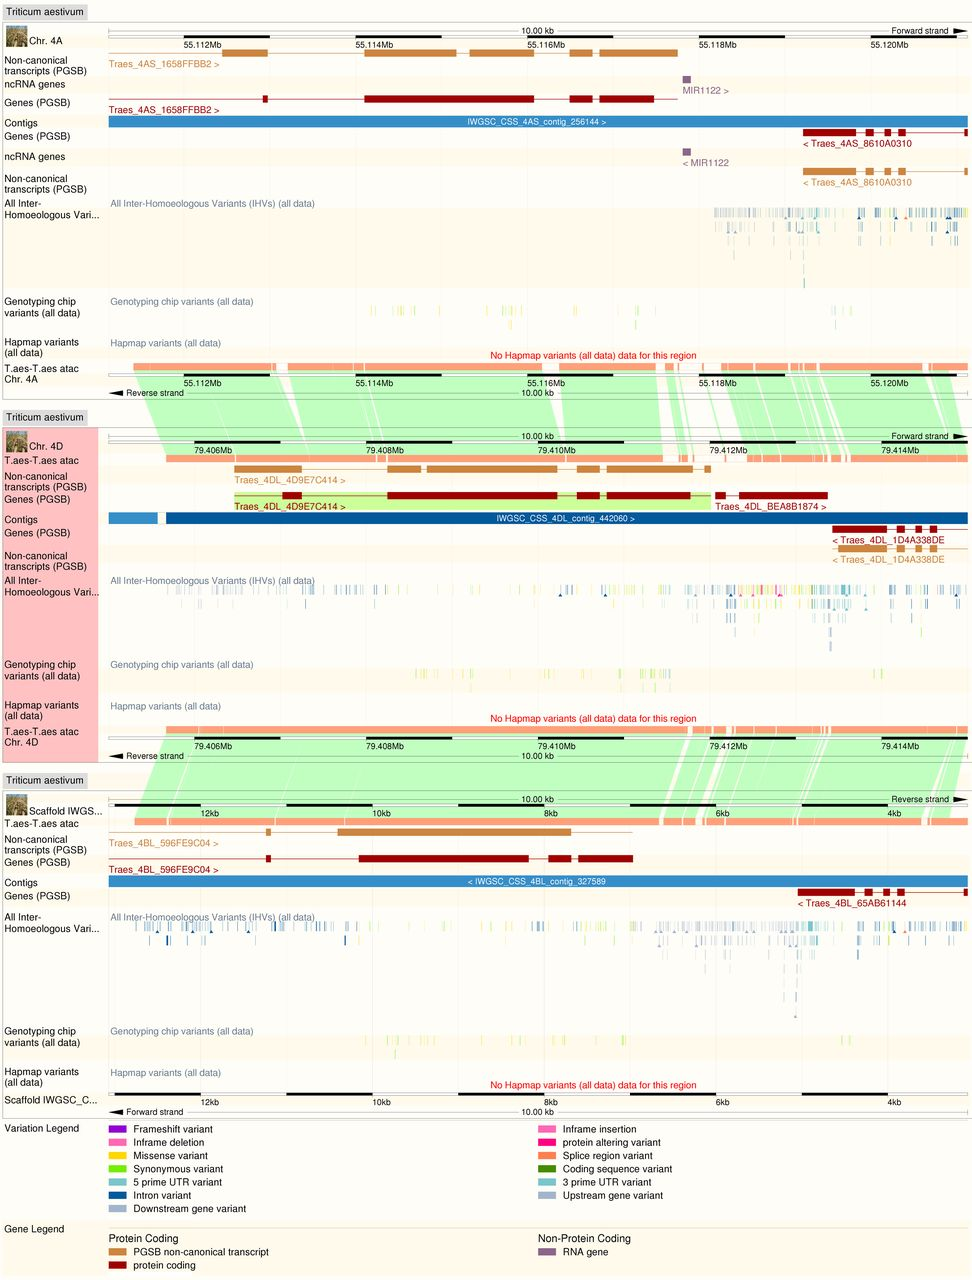 Triticum aestivum
10.00 kb
Forward strand
Chr. 4A
55.112Mb 55.114Mb 55.116Mb 55.118Mb 55.120Mb
Non-canonical
transcripts (PGSB)
Traes_4AS_1658FFBB2 >
ncRNA genes
MIR1122 >
Genes (PGSB)
Traes_4AS_1658FFBB2 >
Contigs
IWGSC_CSS_4AS_contig_256144 >
Genes (PGSB)
< Traes_4AS_8610A0310
ncRNA genes
< MIR1122
Non-canonical
transcripts (PGSB)
< Traes_4AS_8610A0310
All Inter-
Homoeologous Vari...
All Inter-Homoeologous Variants (IHVs) (all data)
Genotyping chip
variants (all data)
Genotyping chip variants (all data)
Hapmap variants
(all data)
Hapmap variants (all data)
No Hapmap variants (all data) data for this region
T.aes-T.aes atac
Chr. 4A
55.112Mb 55.114Mb 55.116Mb 55.118Mb 55.120Mb
Reverse strand
10.00 kb
Triticum aestivum
10.00 kb
Forward strand
Chr. 4D
79.406Mb 79.408Mb 79.410Mb 79.412Mb 79.414Mb
T.aes-T.aes atac
Non-canonical
transcripts (PGSB)
Traes_4DL_4D9E7C414 >
Genes (PGSB)
Traes_4DL_4D9E7C414 >
Traes_4DL_BEA8B1874 >
Contigs
IWGSC_CSS_4DL_contig_442060 >
Genes (PGSB)
< Traes_4DL_1D4A338DE
Non-canonical
transcripts (PGSB)
< Traes_4DL_1D4A338DE
All Inter-
Homoeologous Vari...
All Inter-Homoeologous Variants (IHVs) (all data)
Genotyping chip
variants (all data)
Genotyping chip variants (all data)
Hapmap variants
(all data)
Hapmap variants (all data)
No Hapmap variants (all data) data for this region
T.aes-T.aes atac
Chr. 4D
79.406Mb 79.408Mb 79.410Mb 79.412Mb 79.414Mb
Reverse strand
10.00 kb
Triticum aestivum
10.00 kb
Reverse strand
Scaffold IWGS...
12kb 10kb 8kb 6kb 4kb
T.aes-T.aes atac
Non-canonical
transcripts (PGSB)
Traes_4BL_596FE9C04 >
Genes (PGSB)
Traes_4BL_596FE9C04 >
Contigs
< IWGSC_CSS_4BL_contig_327589
Genes (PGSB)
< Traes_4BL_65AB61144
All Inter-
Homoeologous Vari...
All Inter-Homoeologous Variants (IHVs) (all data)
Genotyping chip
variants (all data)
Genotyping chip variants (all data)
Hapmap variants
(all data)
Hapmap variants (all data)
No Hapmap variants (all data) data for this region
Scaffold IWGSC_C...
12kb 10kb 8kb 6kb 4kb
Forward strand
10.00 kb
Variation Legend
Frameshift variant
Inframe insertion
Inframe deletion
protein altering variant
Missense variant
Splice region variant
Synonymous variant
Coding sequence variant
5 prime UTR variant
3 prime UTR variant
Intron variant
Upstream gene variant
Downstream gene variant
Gene Legend
Protein Coding
Non-Protein Coding
PGSB non-canonical transcript
RNA gene
protein coding